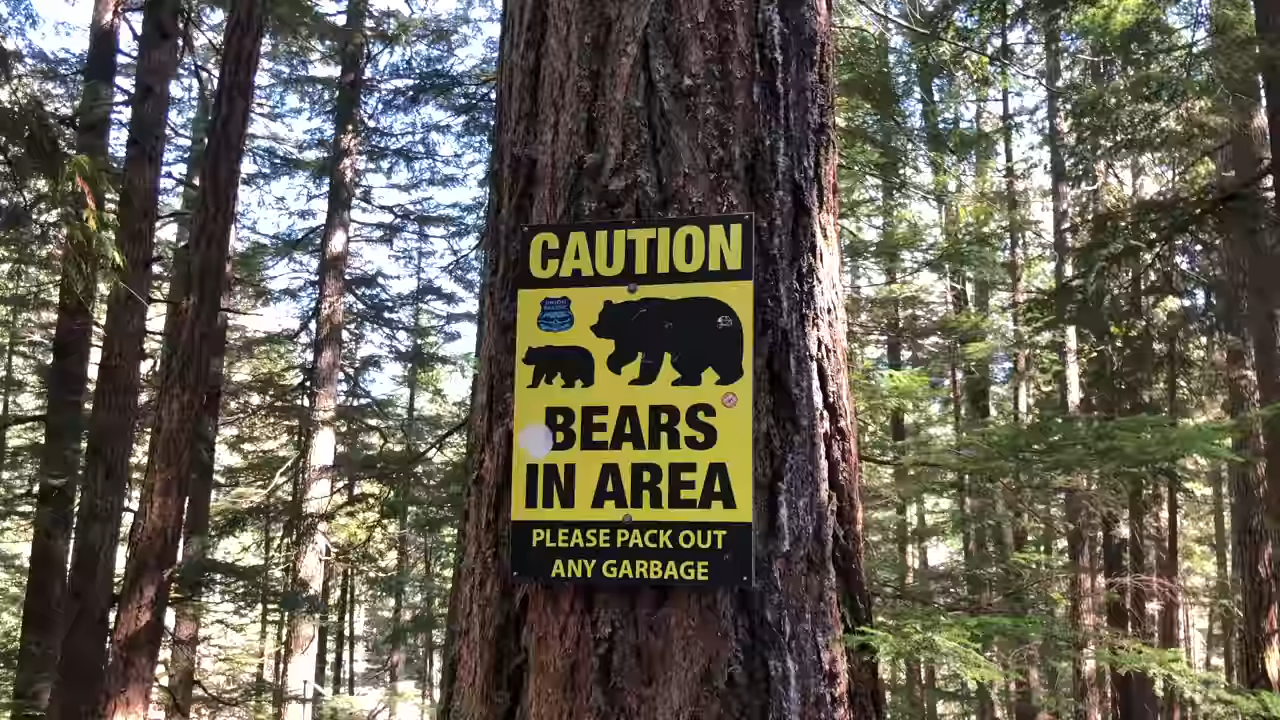 CAUTION
BEARS
IN AREA
PLEASE PACK OUT
ANY GARBAGE